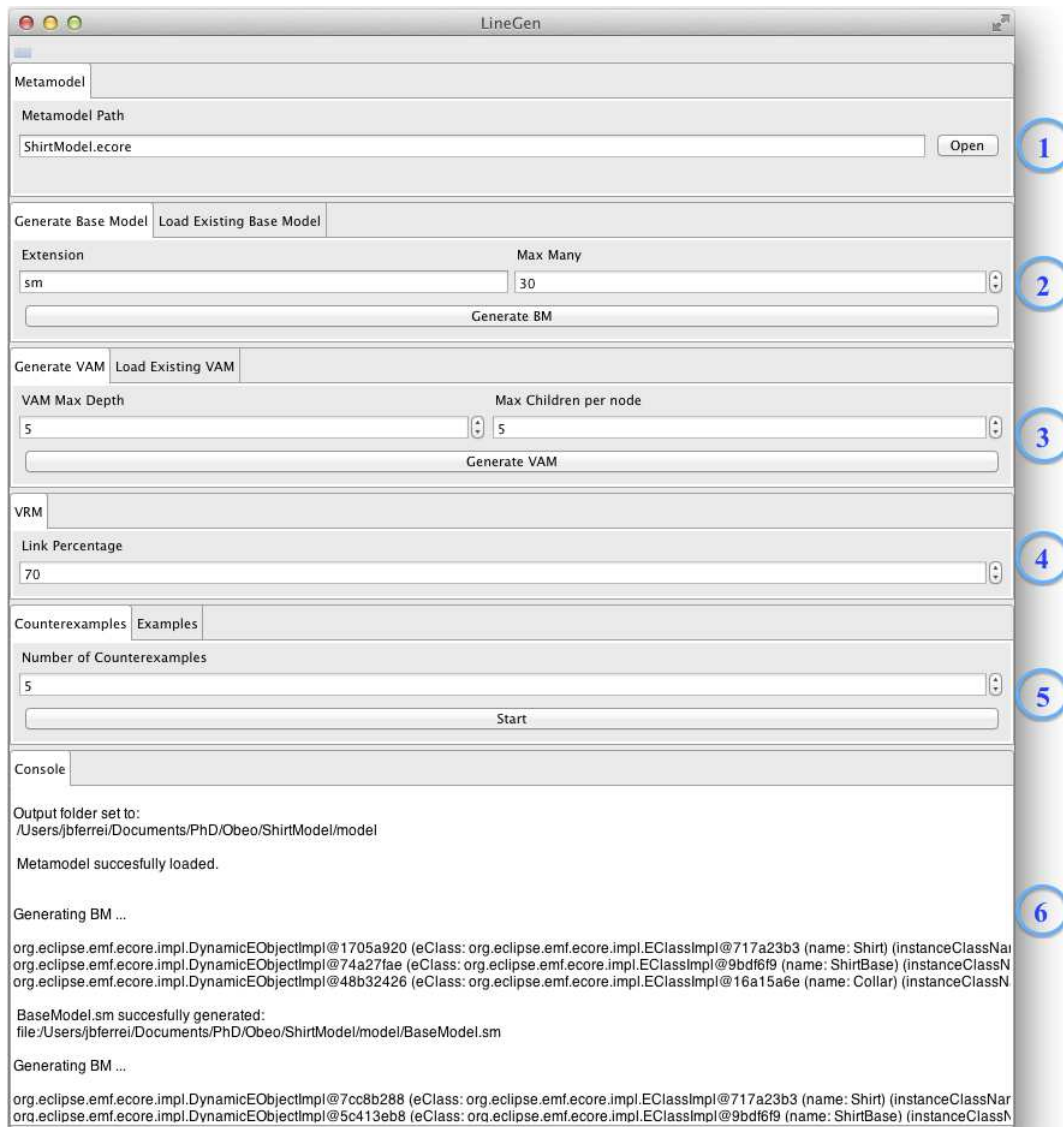 LineGen
Metamodel
Metamodel Path
ShirtModel.ecore
Open
1
Generate Base Model Load Existing Base Model
Extension Max Many
sm 30
2
Generate BM
Generate VAM Load Existing VAM
VAM Max Depth Max Children per node
5 5
3
Generate VAM
VRM
Link Percentage
70
4
Counterexamples Examples
Number of Counterexamples
5
5
Start
Console
Output folder set to:
/Users/jbferrei/Documents/PhD/Obeo/ShirtModel/model
Metamodel succesfully loaded.
Generating BM ...
6
org.eclipse.emf.ecore.impl.DynamicEObjectImpl@1705a920 (eClass: org.eclipse.emf.ecore.impl.EClassImpl@717a23b3 (name: Shirt) (instanceClassNar
org.eclipse.emf.ecore.impl.DynamicEObjectImpl@74a27fae (eClass: org.eclipse.emf.ecore.impl.EClassImpl@9bdf6f9 (name: ShirtBase) (instanceClassN
org.eclipse.emf.ecore.impl.DynamicEObjectImpl@48b32426 (eClass: org.eclipse.emf.ecore.impl.EClassImpl@16a15a6e (name: Collar) (instanceClassN
BaseModel.sm succesfully generated:
file:/Users/jbferrei/Documents/PhD/Obeo/ShirtModel/model/BaseModel.sm
Generating BM ...
org.eclipse.emf.ecore.impl.DynamicEObjectImpl@7cc8b288 (eClass: org.eclipse.emf.ecore.impl.EClassImpl@717a23b3 (name: Shirt) (instanceClassNar
org.eclipse.emf.ecore.impl.DynamicEObjectImpl@5c413eb8 (eClass: org.eclipse.emf.ecore.impl.EClassImpl@9bdf6f9 (name: ShirtBase) (instanceClassN